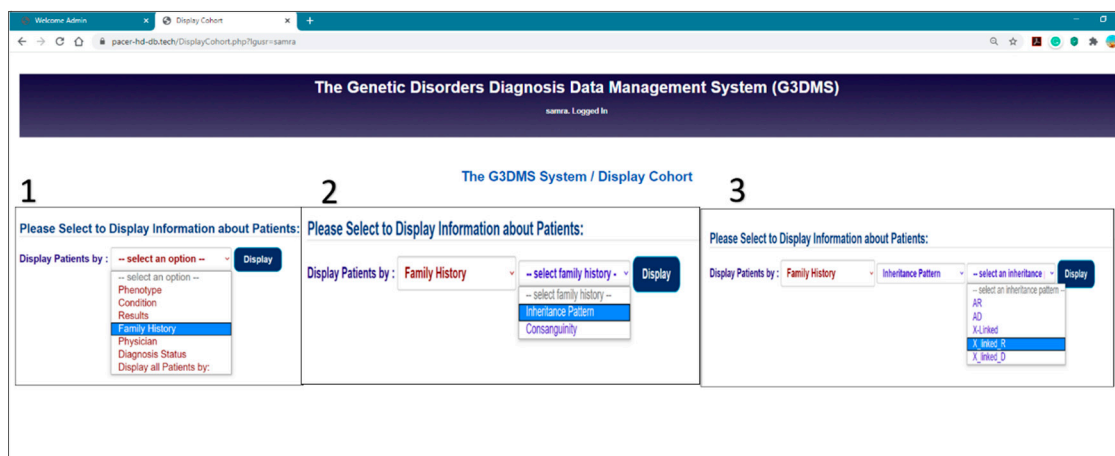 Welcome Admin
Display Cohort
pacer-hd-db.tech/DisplayCohort.php?lgusr=samra
The Genetic Disorders Diagnosis Data Management System (G3DMS)
samra. Logged In
The G3DMS System / Display Cohort
1
Please Select to Display Information about Patients:
Display Patients by : -- select an option -- Display
-- select an option --
Phenotype
Condition
Results
Family History
Physician
Diagnosis Status
Display all Patients by:
2
Please Select to Display Information about Patients:
Display Patients by : Family History -- select family history - Display
-- select family history --
Inheritance Pattern
Consanguinity
3
Please Select to Display Information about Patients:
Display Patients by : Family History Inheritance Pattern -- select an inheritance Display
-- select an inheritance pattern --
AR
AD
X-Linked
X_linked_R
X_linked_D